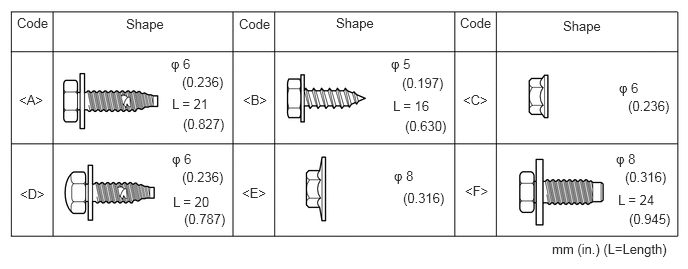 Code Shape Code Shape Code Shape
<A>
φ 6
(0.236)
L = 21
(0.827)
<B>
φ 5
(0.197)
L = 16
(0.630)
<C>
φ 6
(0.236)
<D>
φ 6
(0.236)
L = 20
(0.787)
<E>
φ 8
(0.316)
<F>
φ 8
(0.316)
L = 24
(0.945)
mm (in.) (L=Length)